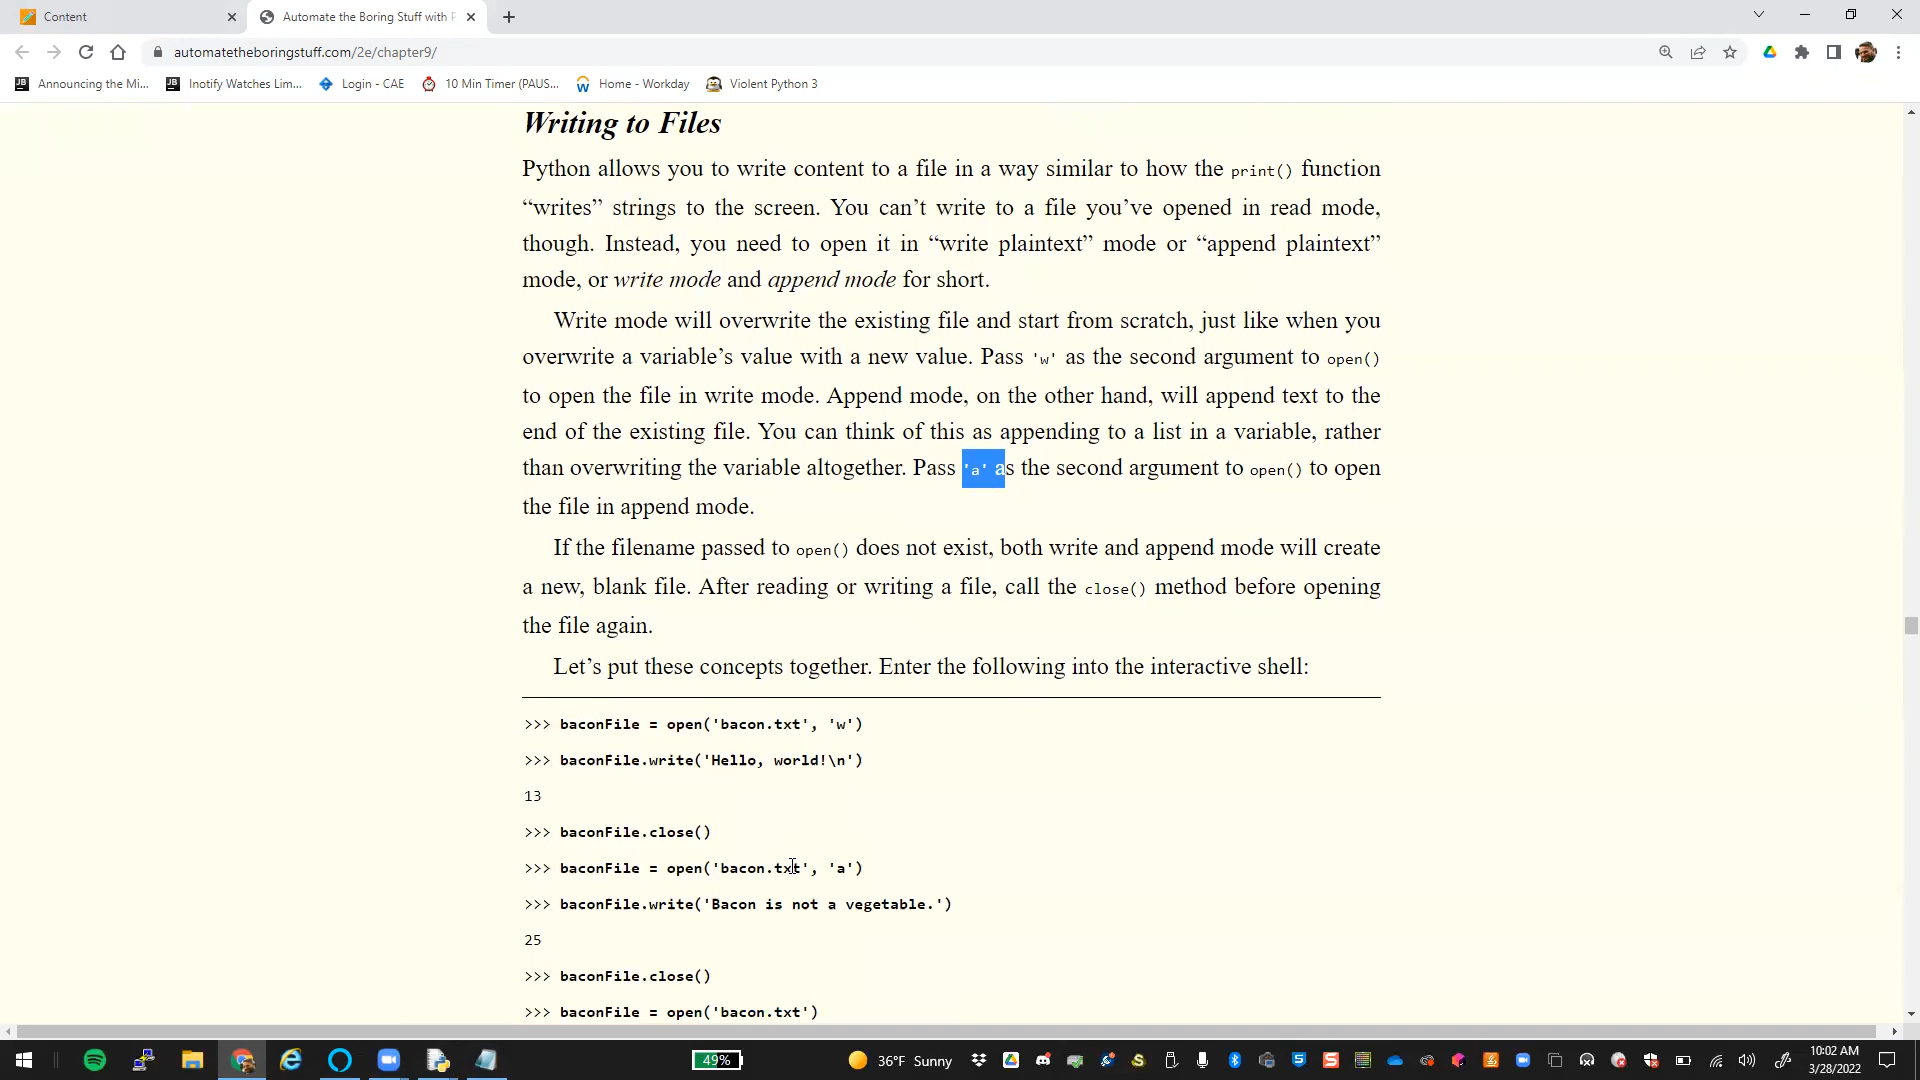 Content
Automate the Boring Stuff with P
automatetheboringstuff.com/2e/chapter9/
Announcing the Mi...
Inotify Watches Lim...
Login - CAE
10 Min Timer (PAUS...
Home - Workday
Violent Python 3
Writing to Files
Python allows you to write content to a file in a way similar to how the print() function
“writes” strings to the screen. You can’t write to a file you’ve opened in read mode,
though. Instead, you need to open it in “write plaintext” mode or “append plaintext”
mode, or write mode and append mode for short.
Write mode will overwrite the existing file and start from scratch, just like when you
overwrite a variable’s value with a new value. Pass 'w' as the second argument to open()
to open the file in write mode. Append mode, on the other hand, will append text to the
end of the existing file. You can think of this as appending to a list in a variable, rather
than overwriting the variable altogether. Pass 'a' as the second argument to open() to open
the file in append mode.
If the filename passed to open() does not exist, both write and append mode will create
a new, blank file. After reading or writing a file, call the close() method before opening
the file again.
Let’s put these concepts together. Enter the following into the interactive shell:
>>> baconFile = open('bacon.txt', 'w')
>>> baconFile.write('Hello, world!\n')
13
>>> baconFile.close()
>>> baconFile = open('bacon.txt', 'a')
>>> baconFile.write('Bacon is not a vegetable.')
25
>>> baconFile.close()
>>> baconFile = open('bacon.txt')
49%
36°F Sunny
10:02 AM
3/28/2022